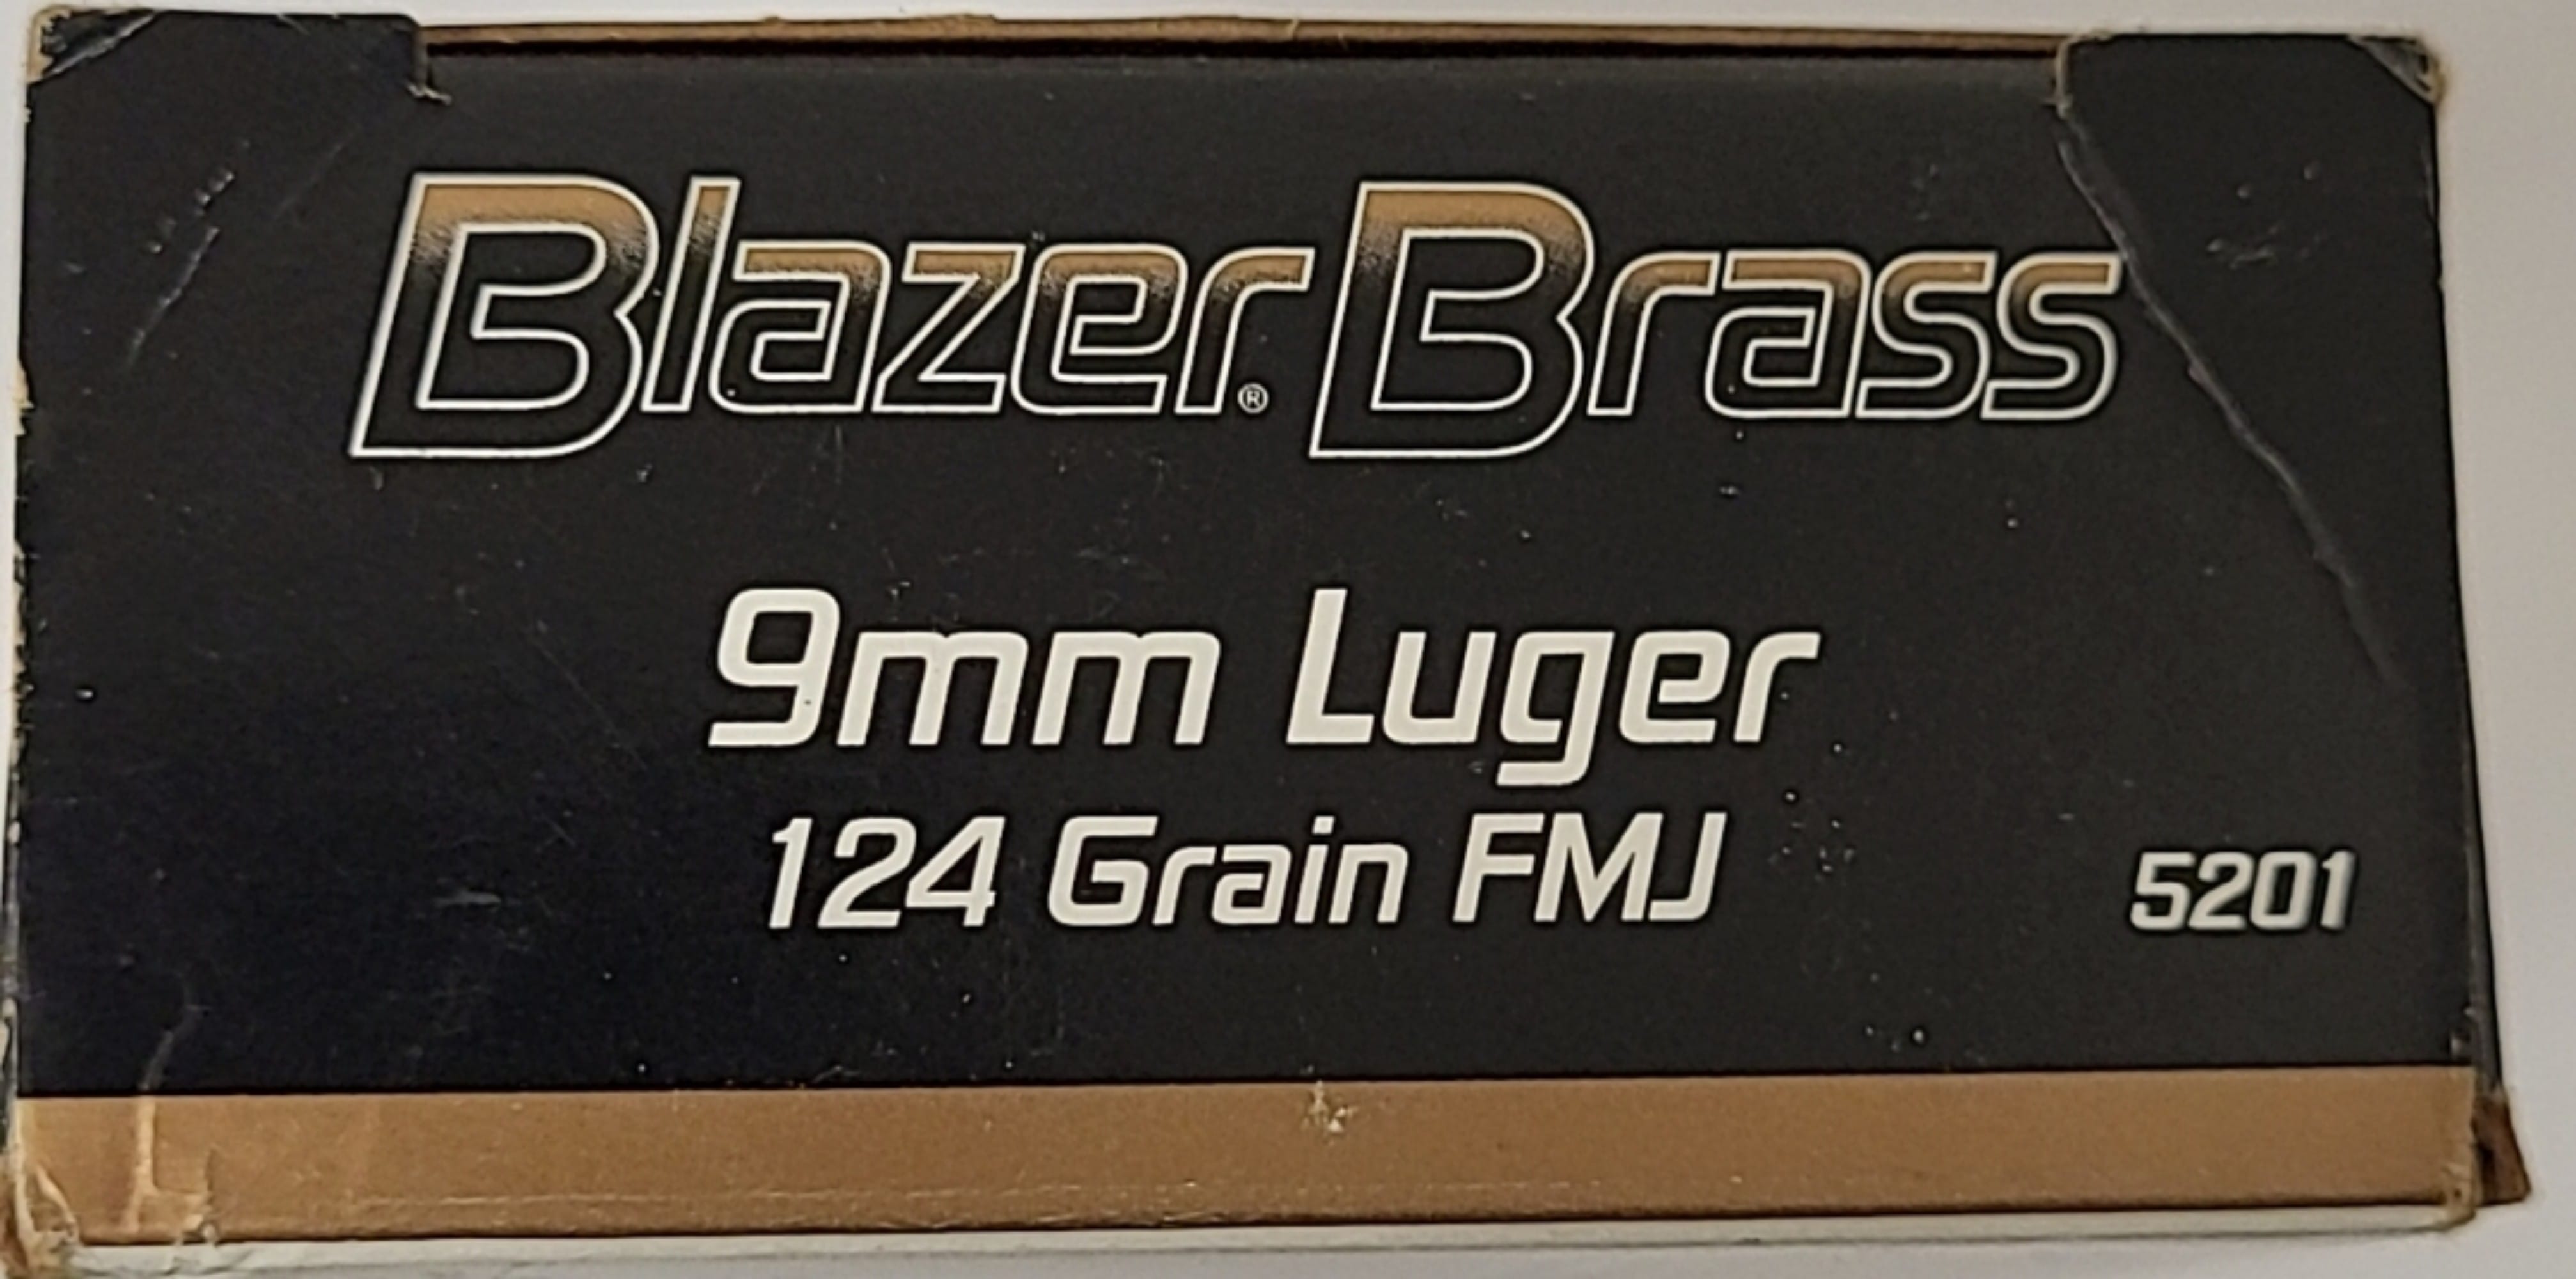 Blazer® Brass
9mm Luger
124 Grain FMJ
5201